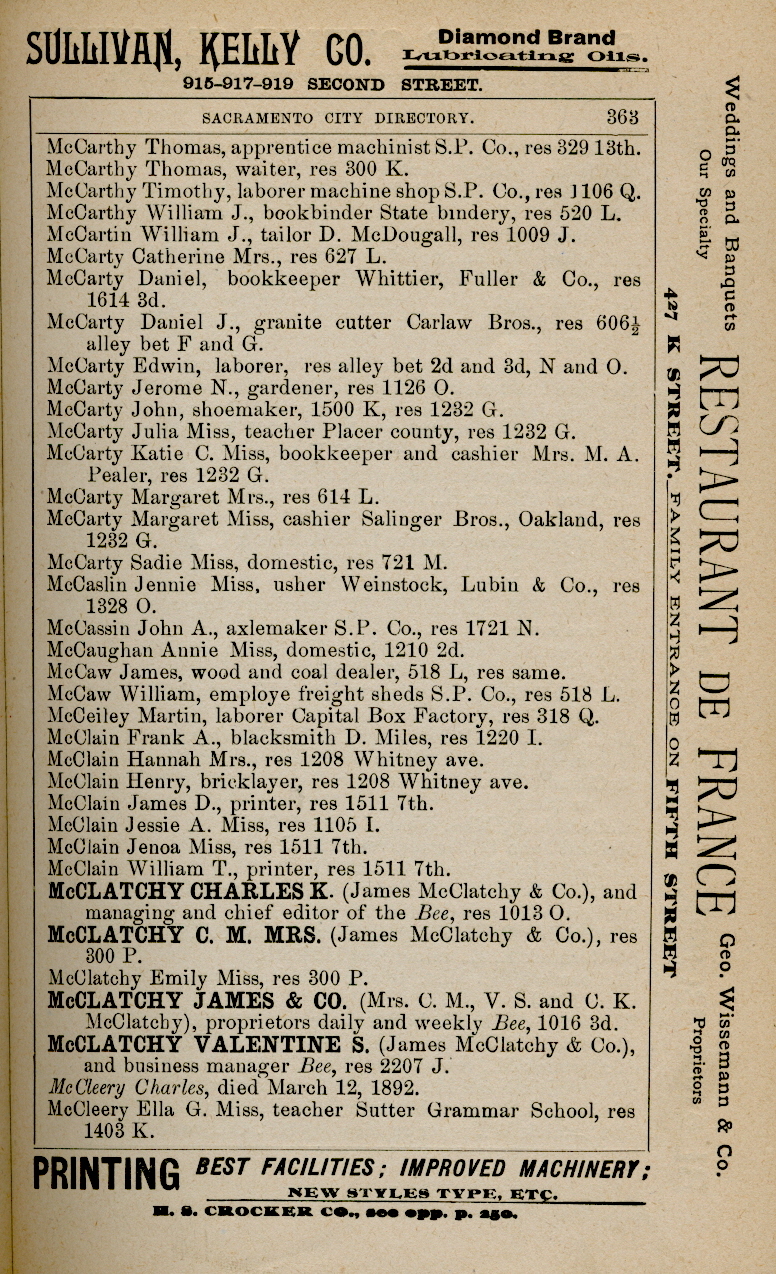 SULLIVAN, KELLY CO.
Diamond Brand
Lubricating Oils.
915-917-919 SECOND STREET.
SACRAMENTO CITY DIRECTORY. 363
McCarthy Thomas, apprentice machinist S.P. Co., res 329 13th.
McCarthy Thomas, waiter, res 300 K.
McCarthy Timothy, laborer machine shop S.P. Co., res 1106 Q.
McCarthy William J., bookbinder State bindery, res 520 L.
McCartin William J., tailor D. McDougall, res 1009 J.
McCarty Catherine Mrs., res 627 L.
McCarty Daniel, bookkeeper Whittier, Fuller & Co., res
1614 3d.
McCarty Daniel J., granite cutter Carlaw Bros., res 606½
alley bet F and G.
McCarty Edwin, laborer, res alley bet 2d and 3d, N and O.
McCarty Jerome N., gardener, res 1126 O.
McCarty John, shoemaker, 1500 K, res 1232 G.
McCarty Julia Miss, teacher Placer county, res 1232 G.
McCarty Katie C. Miss, bookkeeper and cashier Mrs. M. A.
Pealer, res 1232 G.
McCarty Margaret Mrs., res 614 L.
McCarty Margaret Miss, cashier Salinger Bros., Oakland, res
1232 G.
McCarty Sadie Miss, domestic, res 721 M.
McCaslin Jennie Miss, usher Weinstock, Lubin & Co., res
1328 O.
McCassin John A., axlemaker S.P. Co., res 1721 N.
McCaughan Annie Miss, domestic, 1210 2d.
McCaw James, wood and coal dealer, 518 L, res same.
McCaw William, employe freight sheds S.P. Co., res 518 L.
McCeiley Martin, laborer Capital Box Factory, res 318 Q.
McClain Frank A., blacksmith D. Miles, res 1220 I.
McClain Hannah Mrs., res 1208 Whitney ave.
McClain Henry, bricklayer, res 1208 Whitney ave.
McClain James D., printer, res 1511 7th.
McClain Jessie A. Miss, res 1105 I.
McClain Jenoa Miss, res 1511 7th.
McClain William T., printer, res 1511 7th.
McCLATCHY CHARLES K. (James McClatchy & Co.), and
managing and chief editor of the Bee, res 1013 O.
McCLATCHY C. M. MRS. (James McClatchy & Co.), res
300 P.
McClatchy Emily Miss, res 300 P.
McCLATCHY JAMES & CO. (Mrs. C. M., V. S. and C. K.
McClatchy), proprietors daily and weekly Bee, 1016 3d.
McCLATCHY VALENTINE S. (James McClatchy & Co.),
and business manager Bee, res 2207 J.
McCleery Charles, died March 12, 1892.
McCleery Ella G. Miss, teacher Sutter Grammar School, res
1403 K.
PRINTING BEST FACILITIES; IMPROVED MACHINERY;
NEW STYLES TYPE, ETC.
H. S. CROCKER CO., see opp. p. 250.
Weddings and Banquets
Our Specialty
RESTAURANT DE FRANCE
Geo. Wissemann & Co.
Proprietors
427 K STREET. FAMILY ENTRANCE ON FIFTH STREET